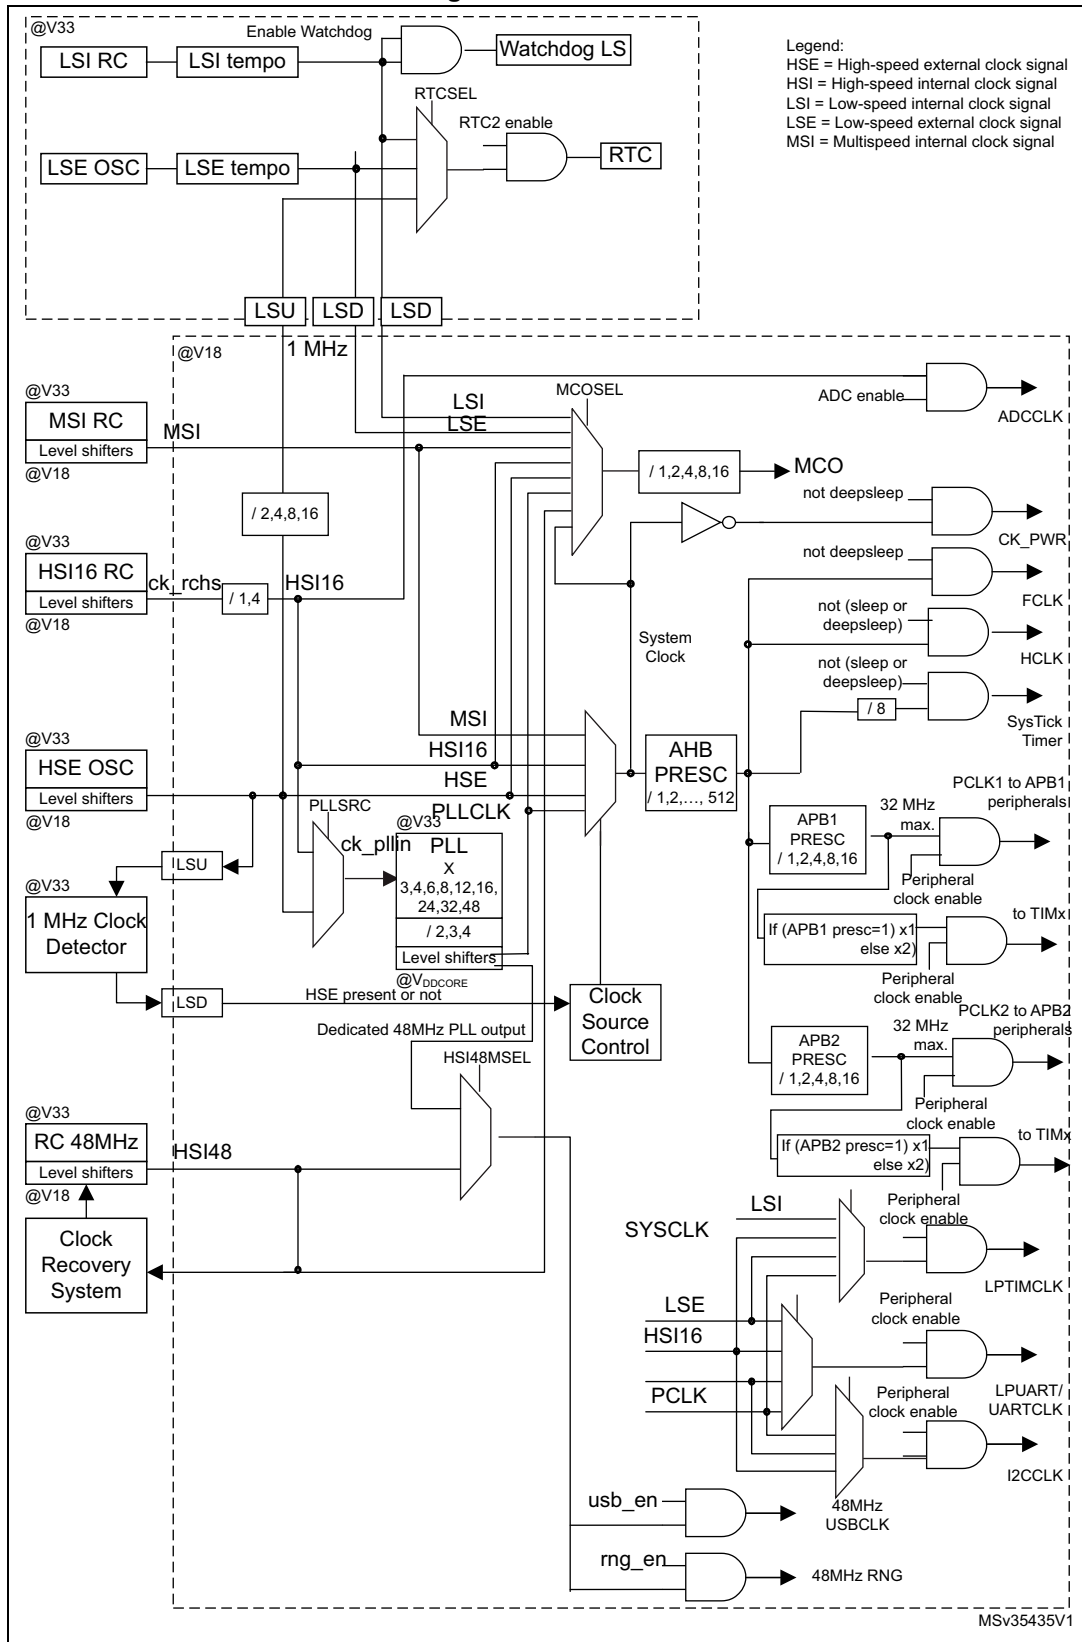 @V33
Enable Watchdog
LSI RC
LSI tempo
Watchdog LS
Legend:
HSE = High-speed external clock signal
HSI = High-speed internal clock signal
LSI = Low-speed internal clock signal
LSE = Low-speed external clock signal
MSI = Multispeed internal clock signal
RTCSEL
RTC2 enable
LSE OSC
LSE tempo
RTC
LSU
LSD
LSD
@V18
1 MHz
@V33
MSI RC
Level shifters
@V18
MSI
LSI
LSE
MCOSEL
ADC enable
ADCCLK
/ 1,2,4,8,16
MCO
/ 2,4,8,16
not deepsleep
CK_PWR
@V33
HSI16 RC
Level shifters
@V18
ck_rchs
/ 1,4
HSI16
not deepsleep
FCLK
System
Clock
not (sleep or
deepsleep)
HCLK
not (sleep or
deepsleep)
/ 8
SysTick
Timer
@V33
HSE OSC
Level shifters
@V18
MSI
HSI16
HSE
PLLCLK
AHB
PRESC
/ 1,2,..., 512
PCLK1 to APB1
peripherals
PLLSRC
ck_pllin
@V33
PLL
X
3,4,6,8,12,16,
24,32,48
/ 2,3,4
Level shifters
@VDDCORE
APB1
PRESC
/ 1,2,4,8,16
32 MHz
max.
Peripheral
clock enable
LSU
@V33
1 MHz Clock
Detector
If (APB1 presc=1) x1
else x2)
to TIMx
Peripheral
clock enable
LSD
HSE present or not
Clock
Source
Control
Dedicated 48MHz PLL output
HSI48MSEL
PCLK2 to APB2
peripherals
32 MHz
max.
APB2
PRESC
/ 1,2,4,8,16
Peripheral
clock enable
@V33
RC 48MHz
Level shifters
@V18
HSI48
If (APB2 presc=1) x1
else x2)
to TIMx
Peripheral
clock enable
Clock
Recovery
System
LSI
SYSCLK
LPTIMCLK
LSE
HSI16
PCLK
Peripheral
clock enable
LPUART/
UARTCLK
Peripheral
clock enable
I2CCLK
usb_en
48MHz
USBCLK
rng_en
48MHz RNG
MSv35435V1